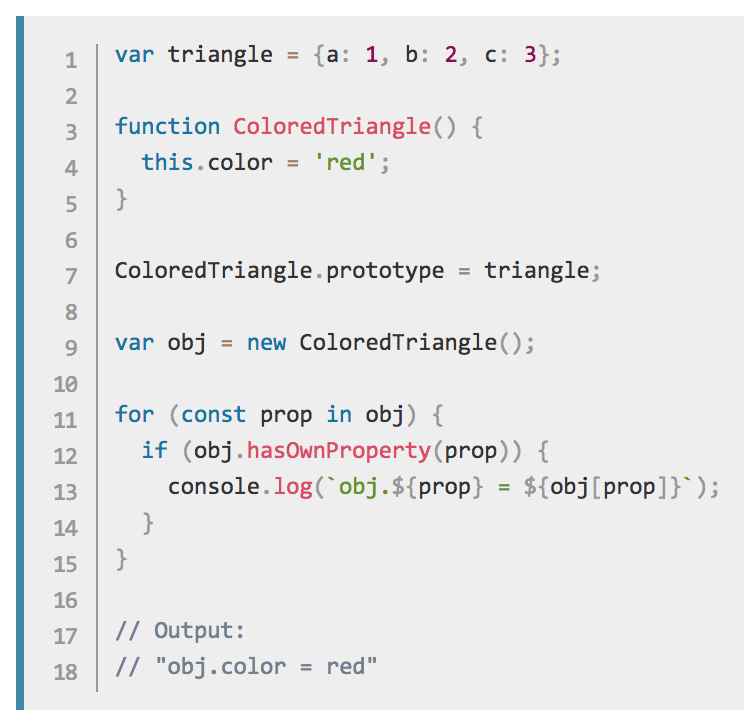 1 var triangle = {a: 1, b: 2, c: 3};
2
3 function ColoredTriangle() {
4   this.color = 'red';
5 }
6
7 ColoredTriangle.prototype = triangle;
8
9 var obj = new ColoredTriangle();
10
11 for (const prop in obj) {
12   if (obj.hasOwnProperty(prop)) {
13     console.log(`obj.${prop} = ${obj[prop]}`);
14   }
15 }
16
17 // Output:
18 // "obj.color = red"